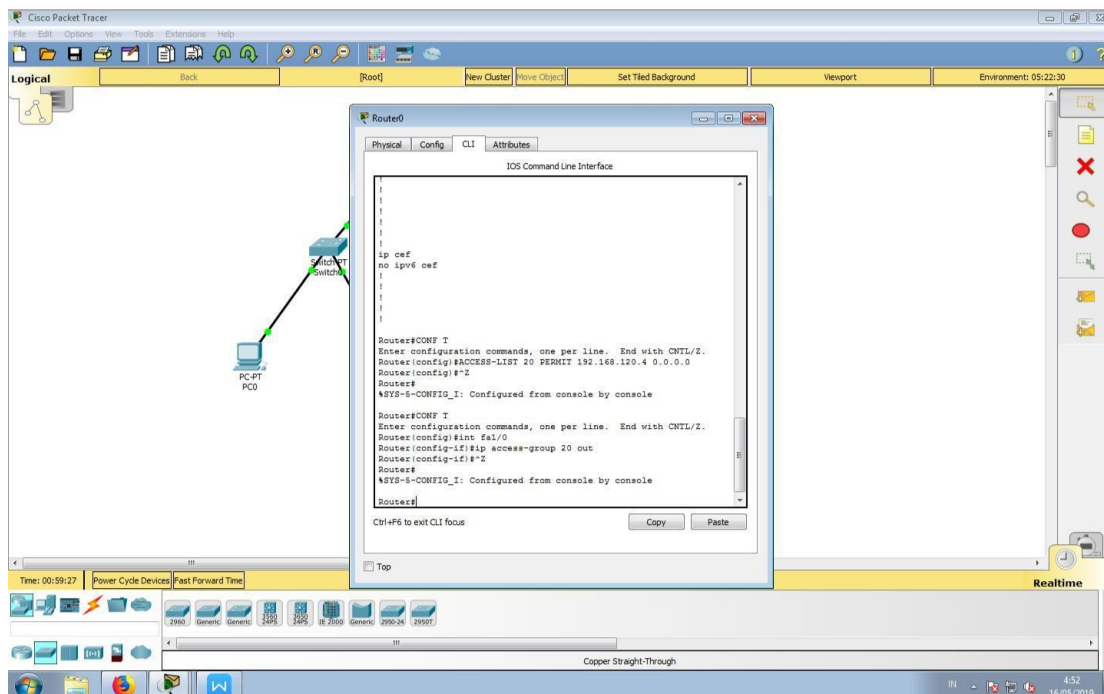 Cisco Packet Tracer
File Edit Options View Tools Extensions Help
Logical Back [Root] New Cluster Move Object Set Tiled Background Viewport Environment: 05:22:30
Router0
Physical Config CLI Attributes
IOS Command Line Interface
!
!
!
!
!
!
!
ip cef
no ipv6 cef
!
!
!
!
!
Router#CONF T
Enter configuration commands, one per line. End with CNTL/Z.
Router(config)#ACCESS-LIST 20 PERMIT 192.168.120.4 0.0.0.0
Router(config)#^Z
Router#
%SYS-5-CONFIG_I: Configured from console by console
Router#CONF T
Enter configuration commands, one per line. End with CNTL/Z.
Router(config)#int fa1/0
Router(config-if)#ip access-group 20 out
Router(config-if)#^Z
Router#
%SYS-5-CONFIG_I: Configured from console by console
Router#
Ctrl+F6 to exit CLI focus Copy Paste
Top
Switch-PT
Switch0
PC-PT
PC0
Time: 00:59:27 Power Cycle Devices Fast Forward Time Realtime
2960 Generic Generic 3560 24PS 3650 24PS IE 2000 Generic 2950-24 2950T
Copper Straight-Through
IN 4:52
16/05/2019